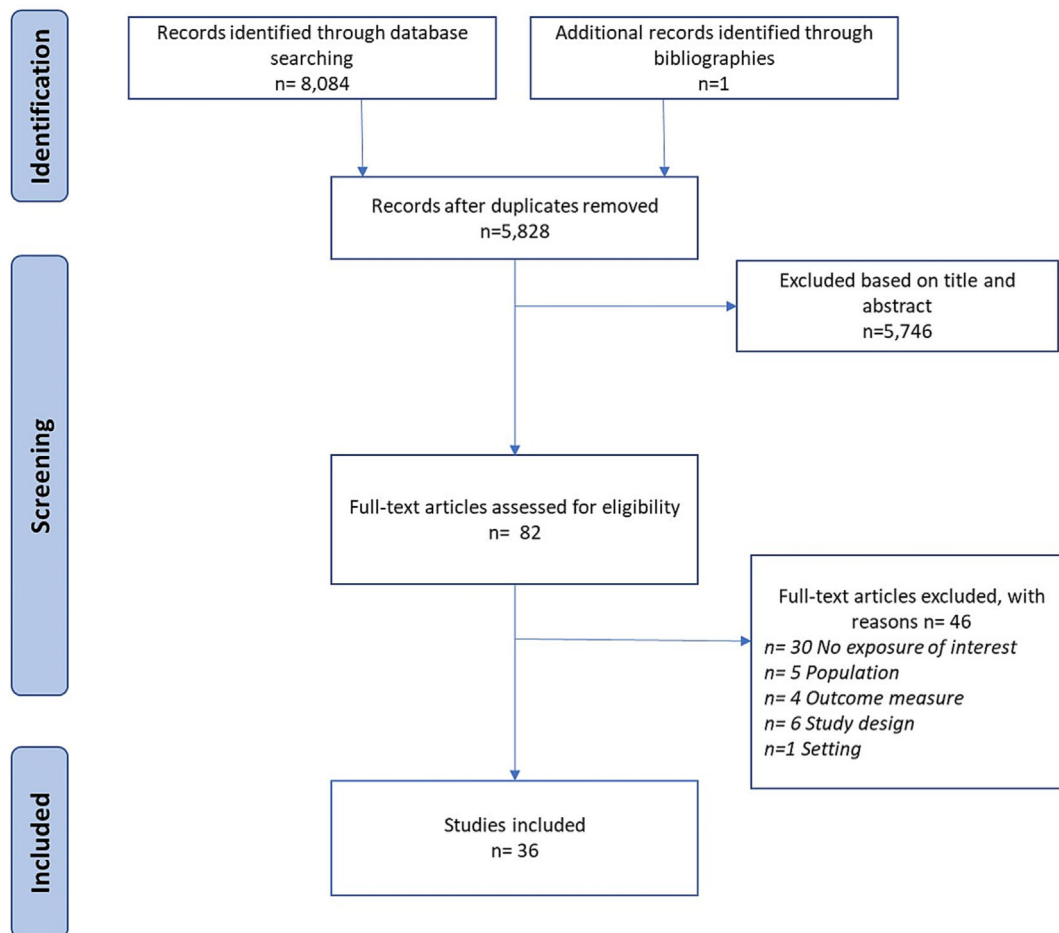 Identification
Records identified through database
searching
n= 8,084
Additional records identified through
bibliographies
n=1
Records after duplicates removed
n=5,828
Screening
Excluded based on title and
abstract
n=5,746
Full-text articles assessed for eligibility
n= 82
Full-text articles excluded, with
reasons n= 46
n= 30 No exposure of interest
n= 5 Population
n= 4 Outcome measure
n= 6 Study design
n=1 Setting
Included
Studies included
n= 36